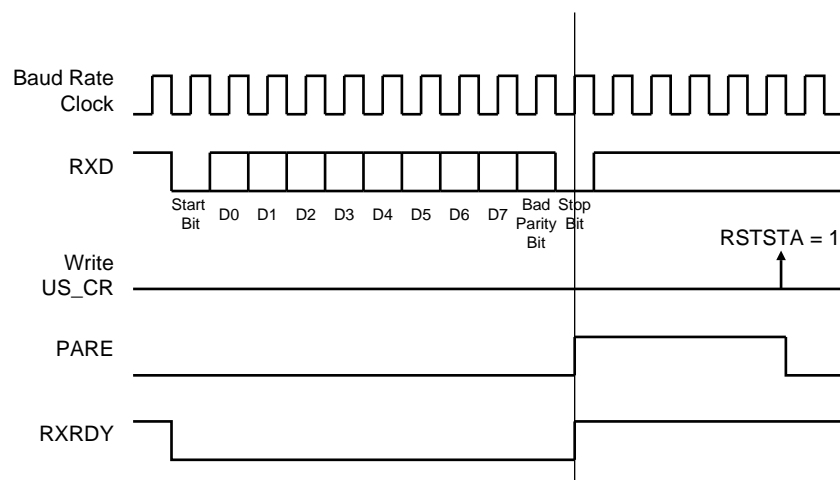 Baud Rate
Clock
RXD
Start
Bit
D0 D1 D2 D3 D4 D5 D6 D7
Bad
Parity
Bit
Stop
Bit
RSTSTA = 1
Write
US_CR
PARE
RXRDY